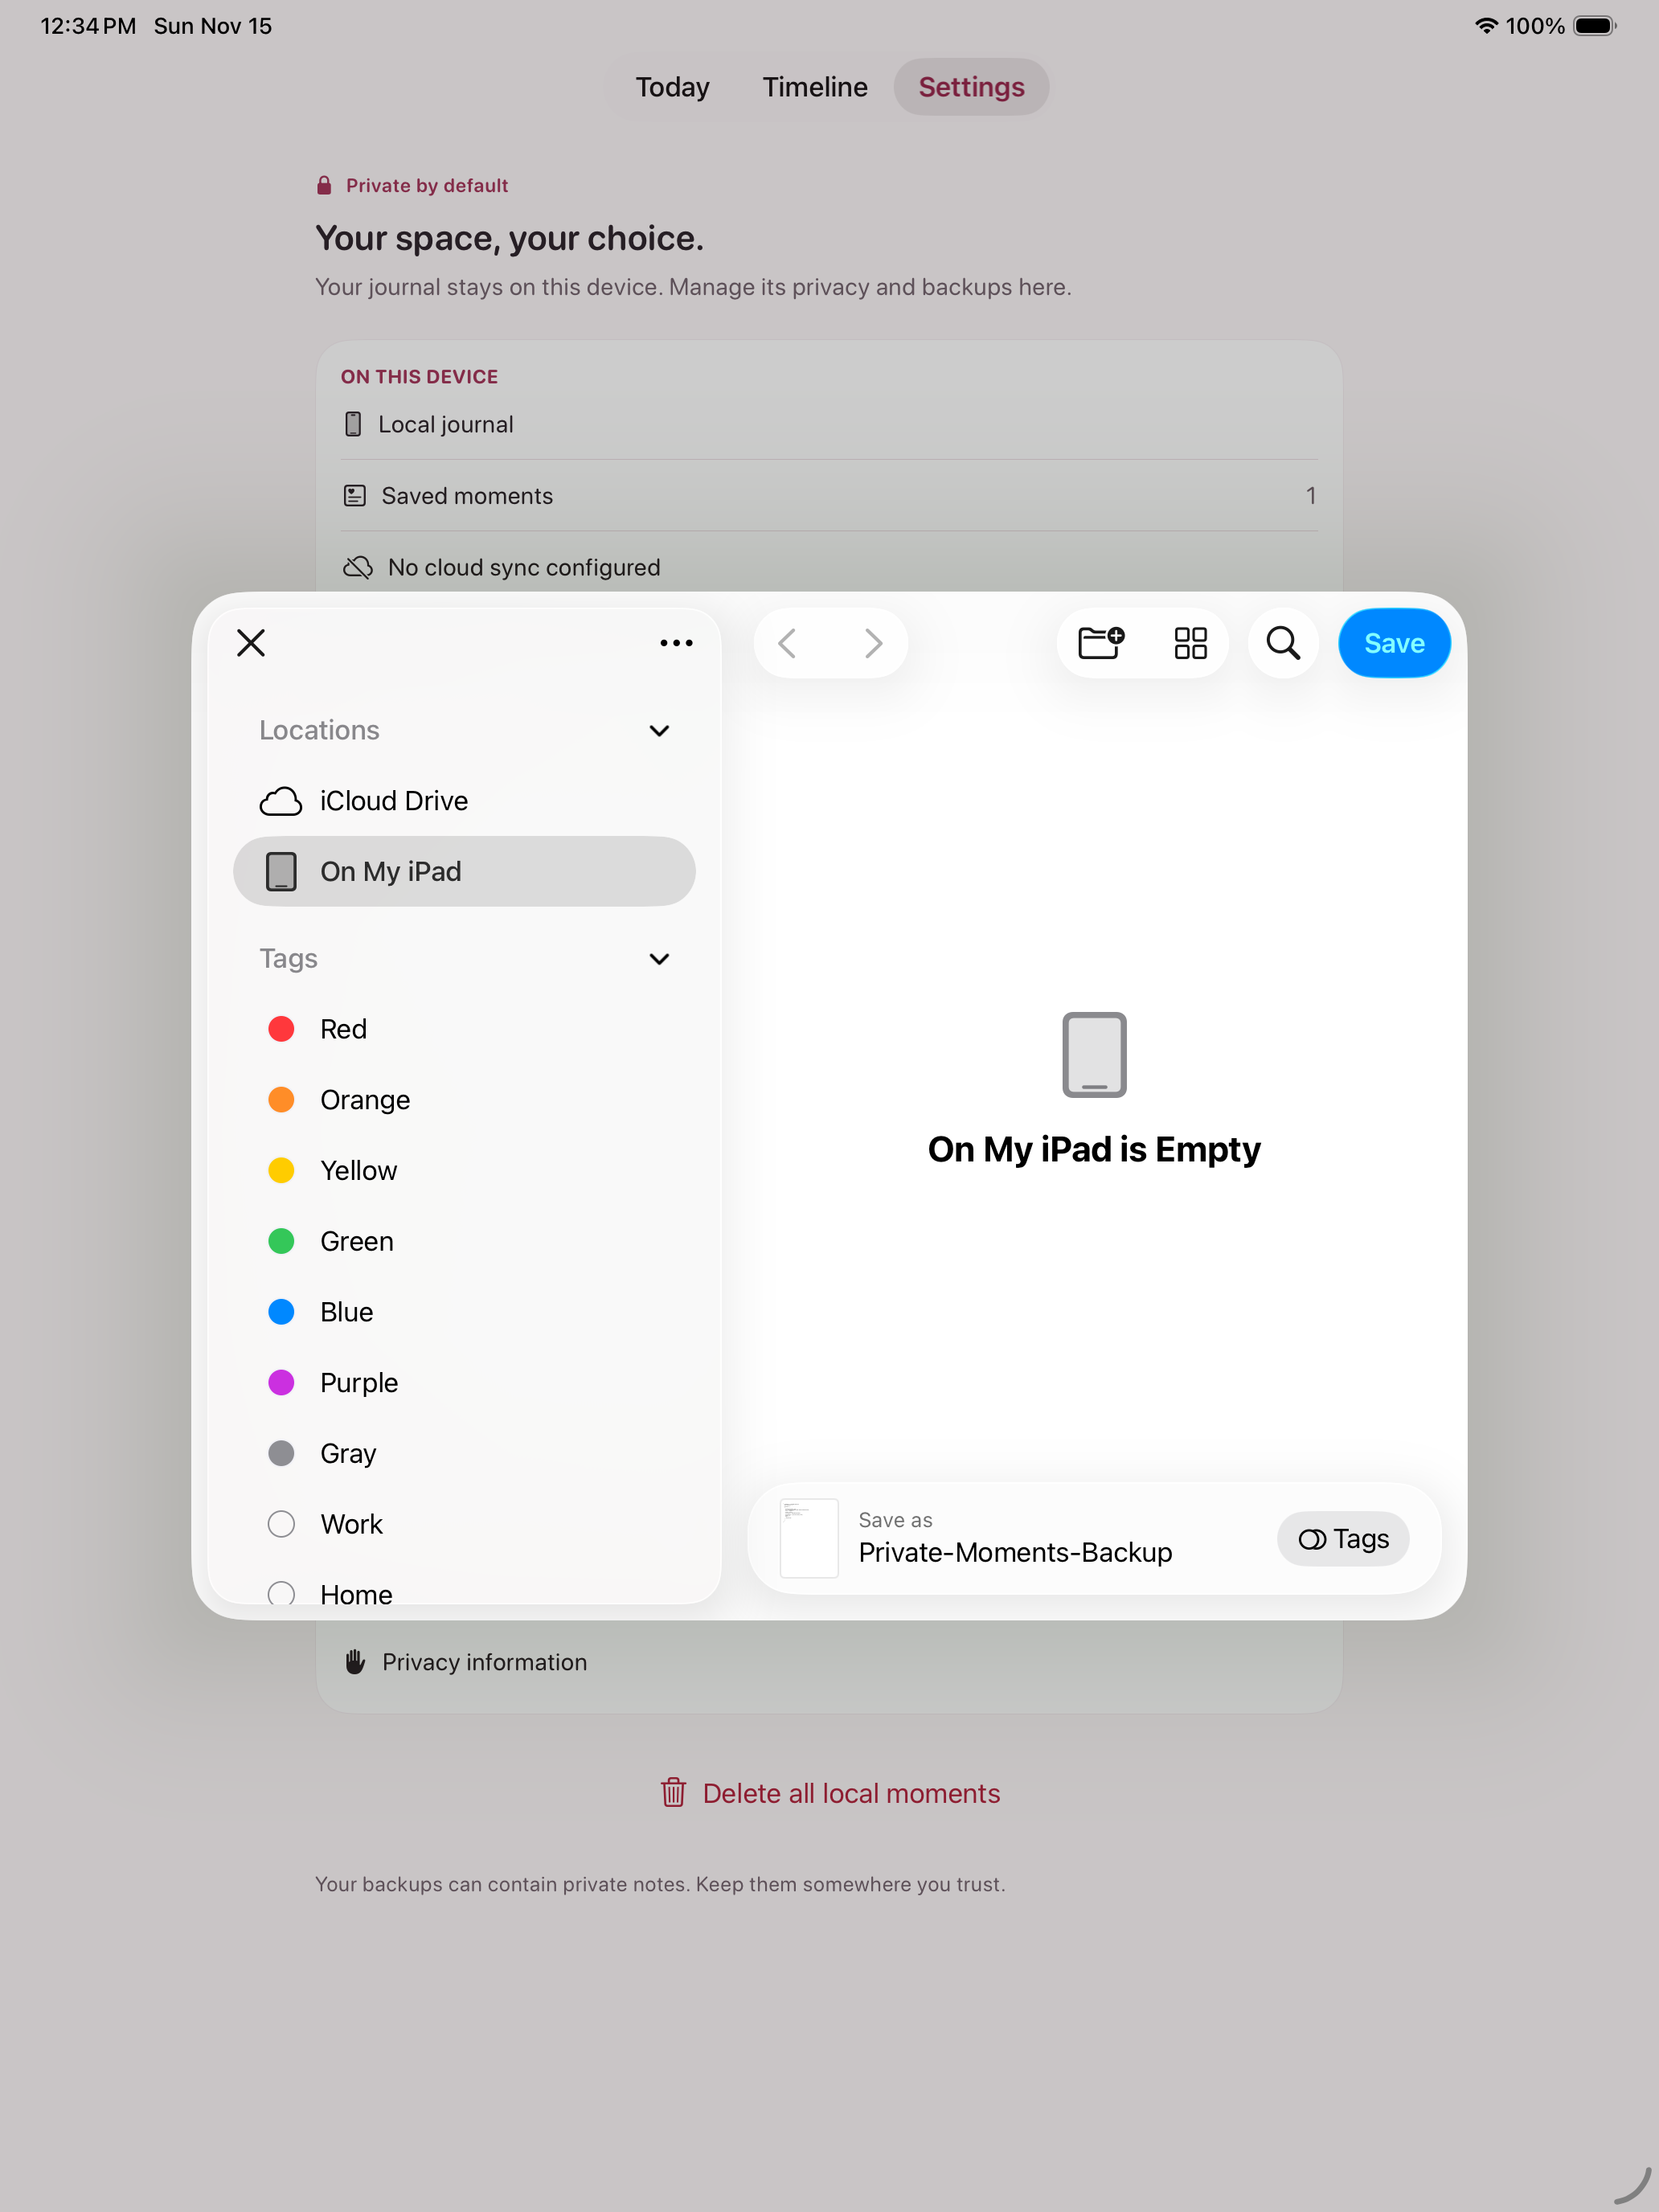 12:34 PM Sun Nov 15
100%
Today
Timeline
Settings
Private by default
Your space, your choice.
Your journal stays on this device. Manage its privacy and backups here.
ON THIS DEVICE
Local journal
Saved moments 1
No cloud sync configured
Save
Locations
iCloud Drive
On My iPad
Tags
Red
Orange
Yellow
Green
Blue
Purple
Gray
Work
Home
On My iPad is Empty
Save as
Private-Moments-Backup
Tags
Privacy information
Delete all local moments
Your backups can contain private notes. Keep them somewhere you trust.